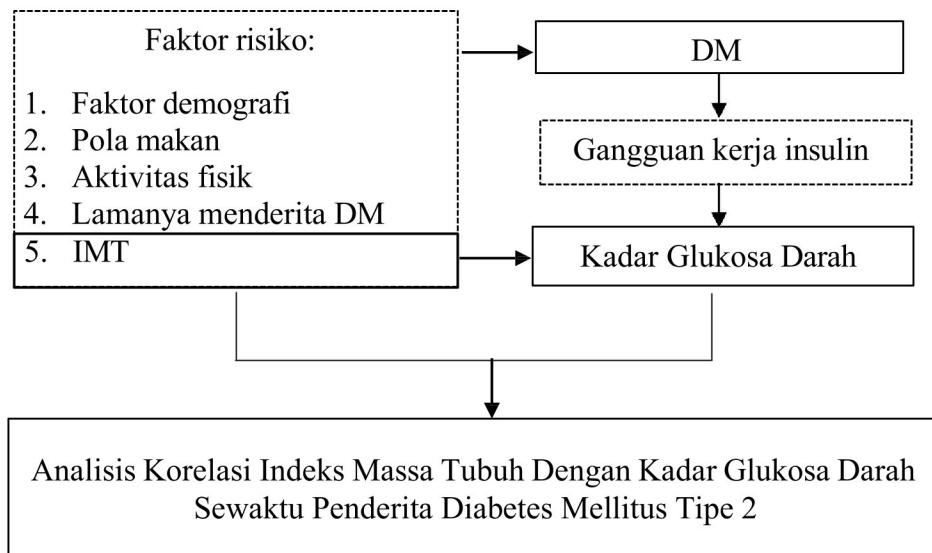 Faktor risiko:
1. Faktor demografi
2. Pola makan
3. Aktivitas fisik
4. Lamanya menderita DM
5. IMT
DM
Gangguan kerja insulin
Kadar Glukosa Darah
Analisis Korelasi Indeks Massa Tubuh Dengan Kadar Glukosa Darah
Sewaktu Penderita Diabetes Mellitus Tipe 2